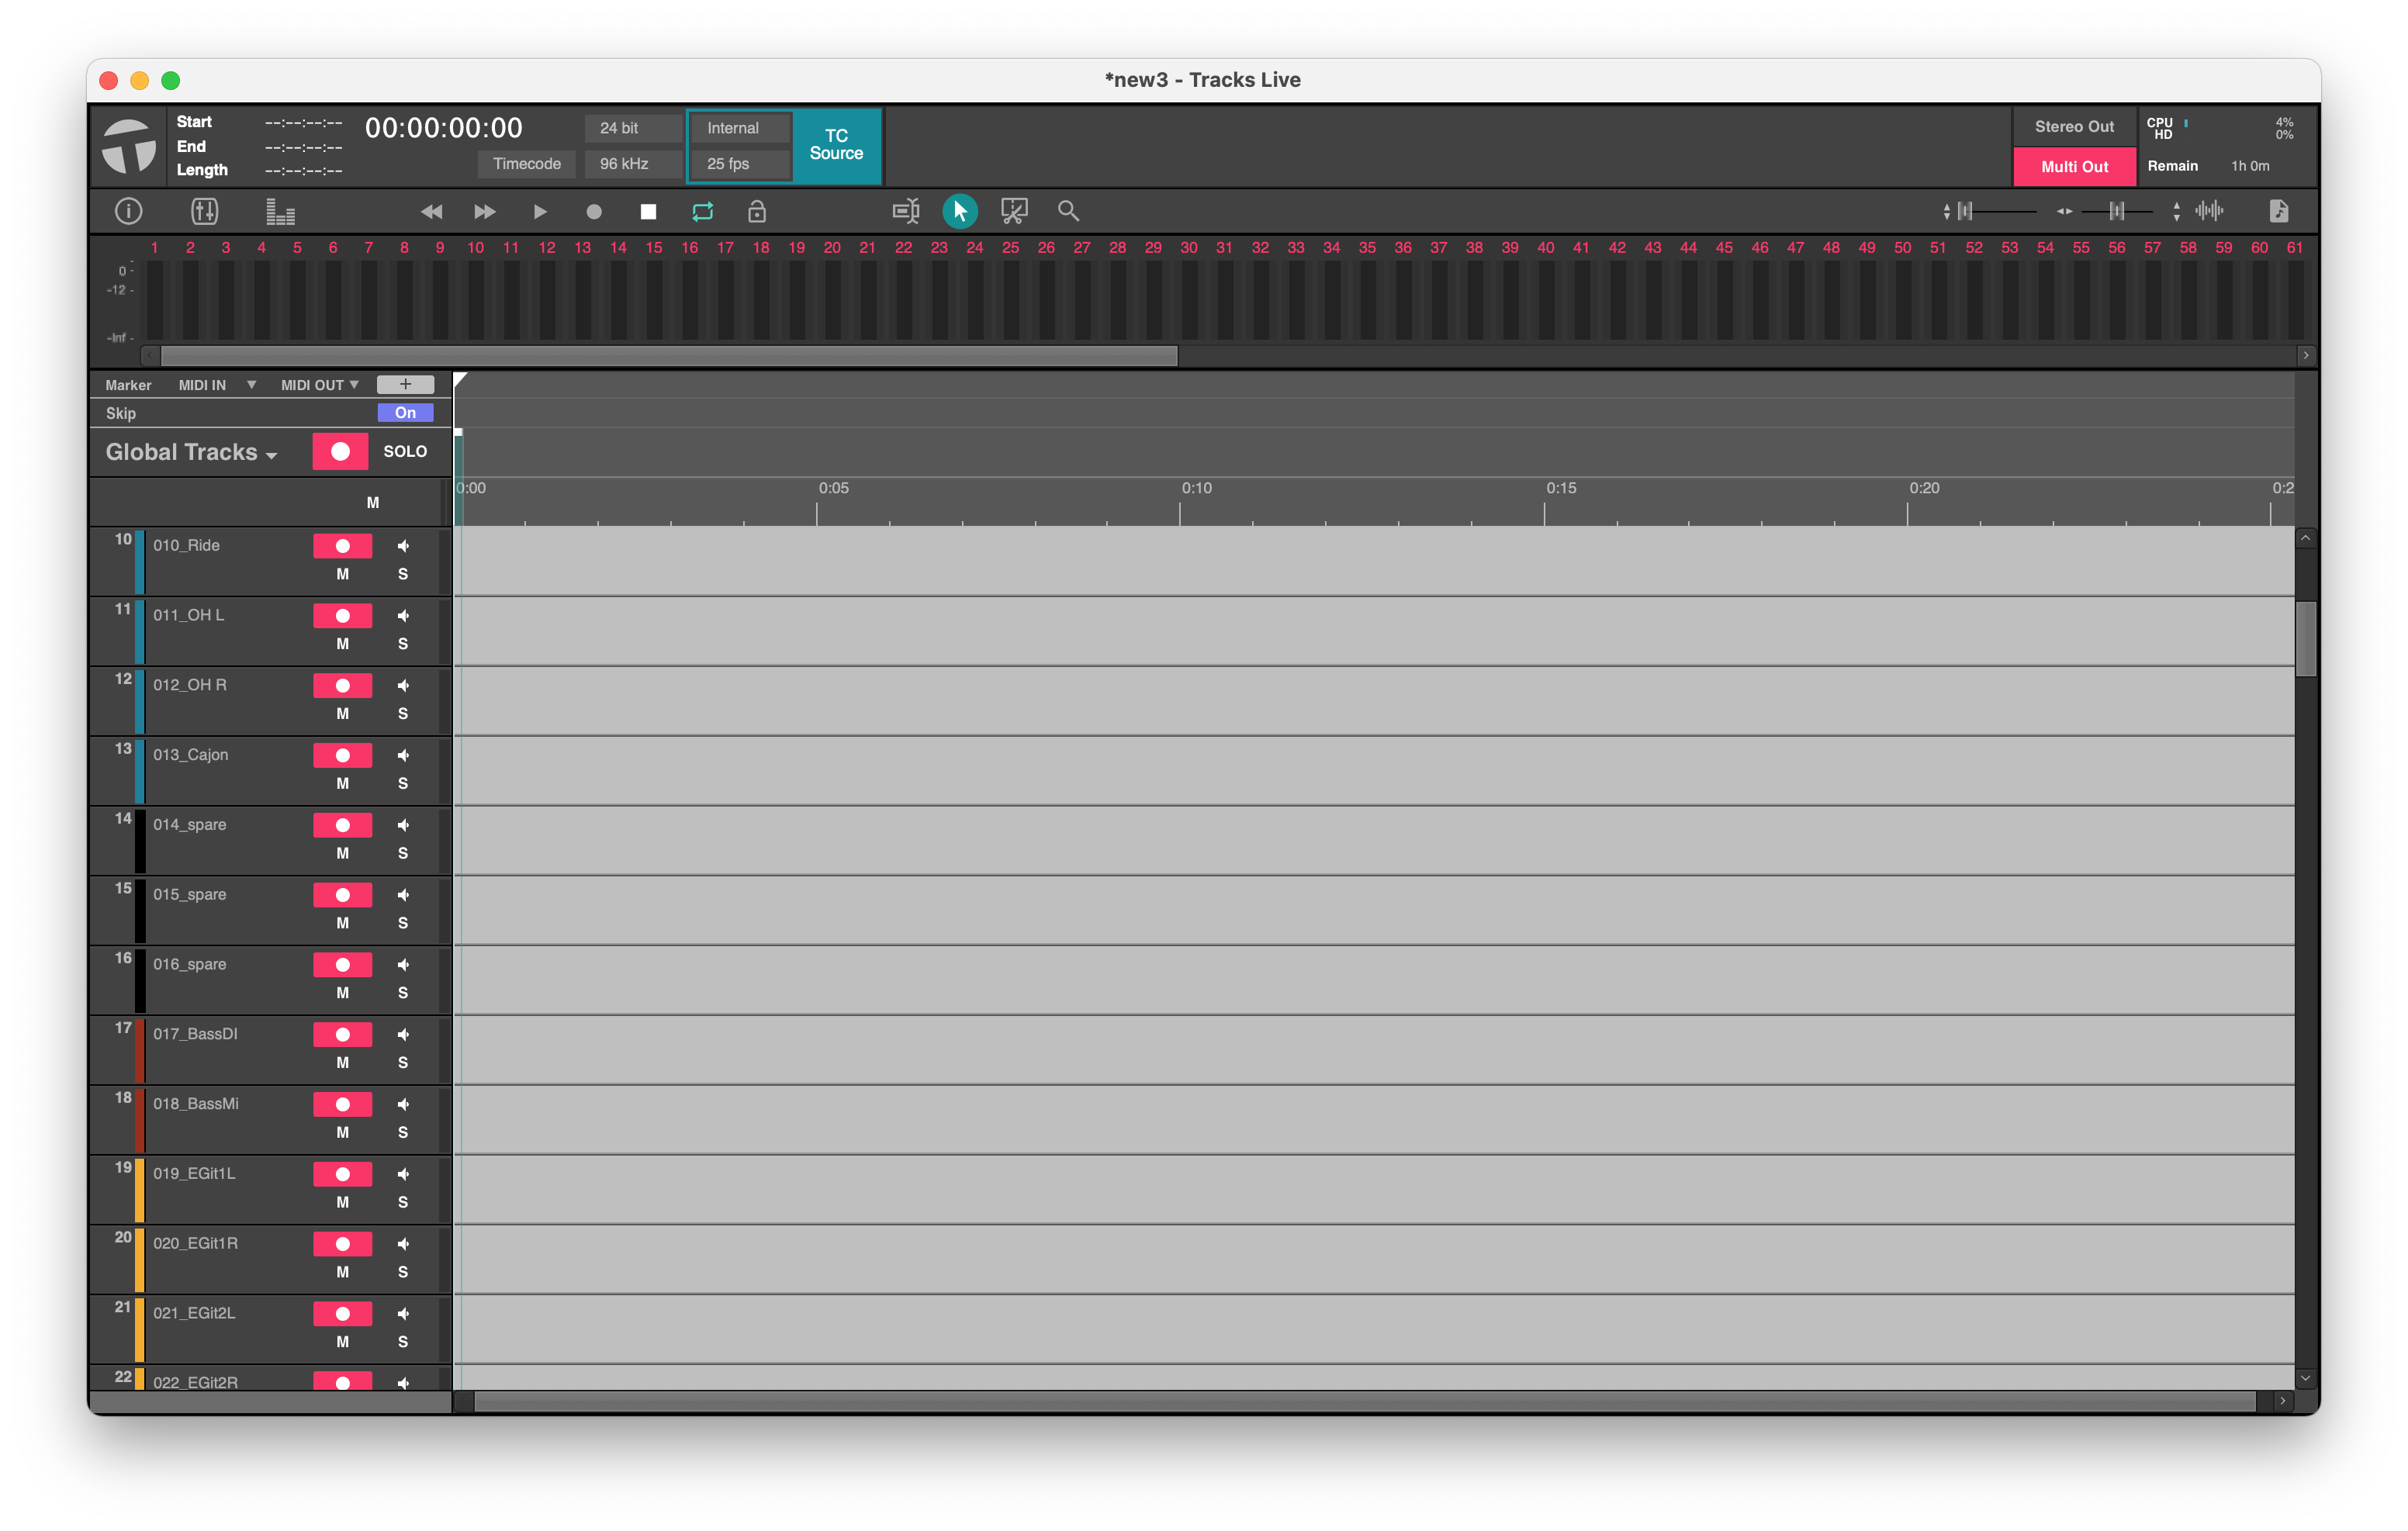 *new3 - Tracks Live
Start --:--:--:-- 00:00:00:00 24 bit Internal TC Source Stereo Out CPU 4%
HD 0%
End --:--:--:--
Length --:--:--:-- Timecode 96 kHz 25 fps Multi Out Remain 1h 0m
1 2 3 4 5 6 7 8 9 10 11 12 13 14 15 16 17 18 19 20 21 22 23 24 25 26 27 28 29 30 31 32 33 34 35 36 37 38 39 40 41 42 43 44 45 46 47 48 49 50 51 52 53 54 55 56 57 58 59 60 61
0 -
-12 -
-Inf -
Marker MIDI IN MIDI OUT +
Skip On
Global Tracks SOLO
0:00 0:05 0:10 0:15 0:20 0:2
M
10 010_Ride
M S
11 011_OH L
M S
12 012_OH R
M S
13 013_Cajon
M S
14 014_spare
M S
15 015_spare
M S
16 016_spare
M S
17 017_BassDI
M S
18 018_BassMi
M S
19 019_EGit1L
M S
20 020_EGit1R
M S
21 021_EGit2L
M S
22 022_EGit2R